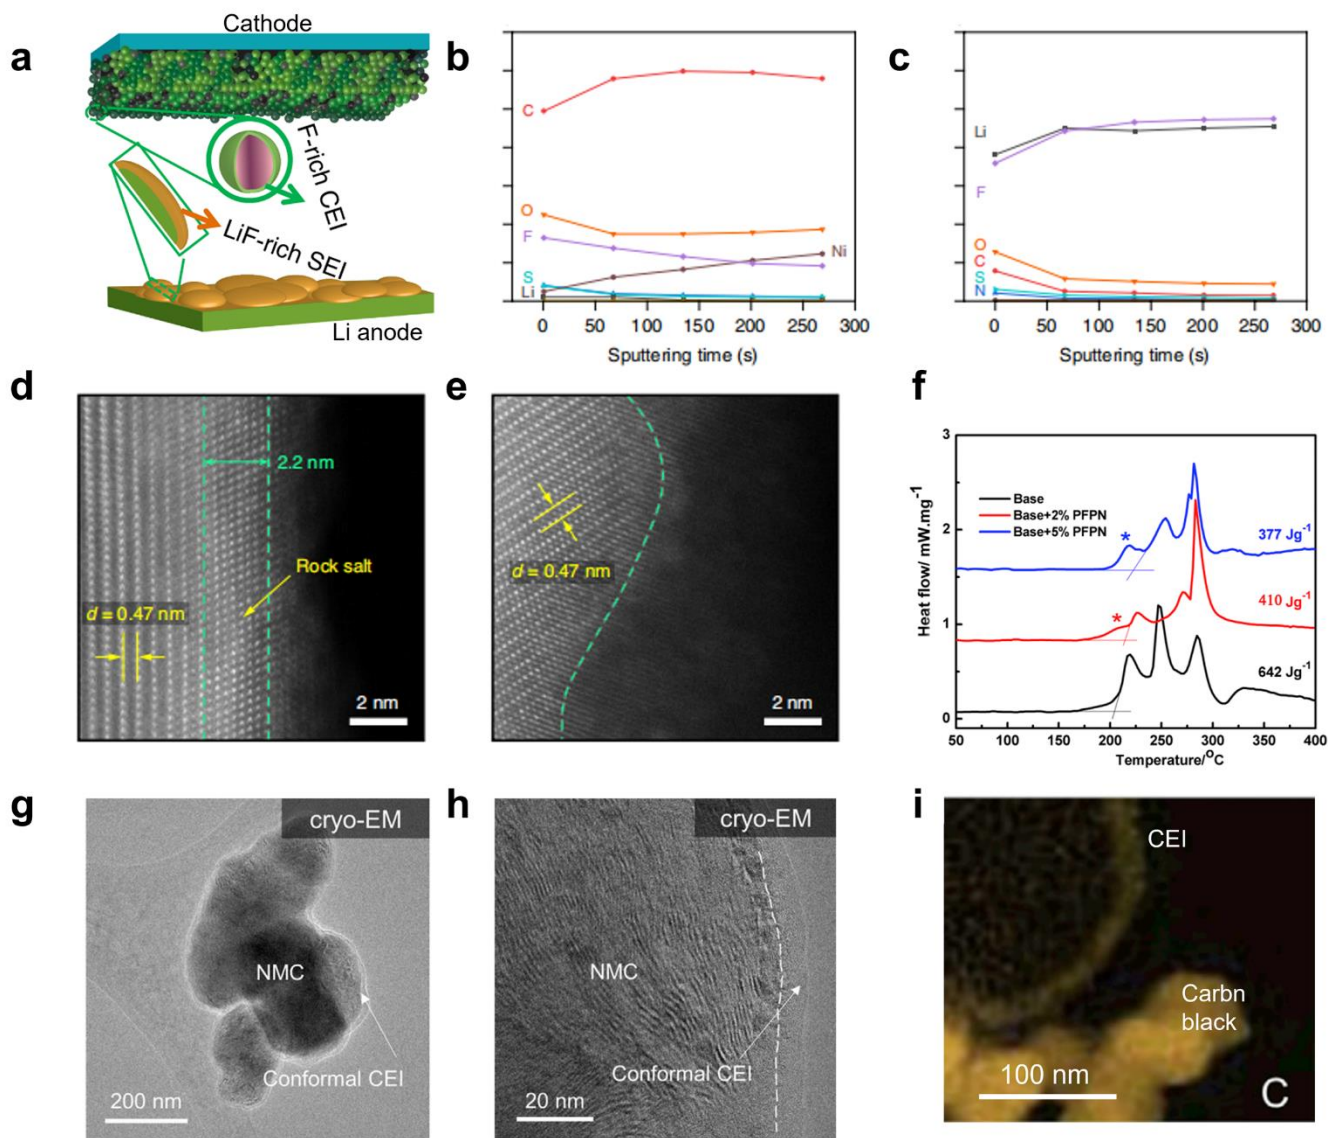 a
Cathode
F-rich CEI
LiF-rich SEI
Li anode
b
C
O
F
S
Li
Ni
0 50 100 150 200 250 300
Sputtering time (s)
c
Li
F
O
C
S
N
0 50 100 150 200 250 300
Sputtering time (s)
d
2.2 nm
Rock salt
d = 0.47 nm
2 nm
e
d = 0.47 nm
2 nm
f
3
2
1
0
Heat flow/ mW.mg-1
Base
Base+2% PFPN
Base+5% PFPN
*
377 Jg-1
*
410 Jg-1
642 Jg-1
50 100 150 200 250 300 350 400
Temperature/°C
g
cryo-EM
NMC
Conformal CEI
200 nm
h
cryo-EM
NMC
Conformal CEI
20 nm
i
CEI
Carbn
black
100 nm
C